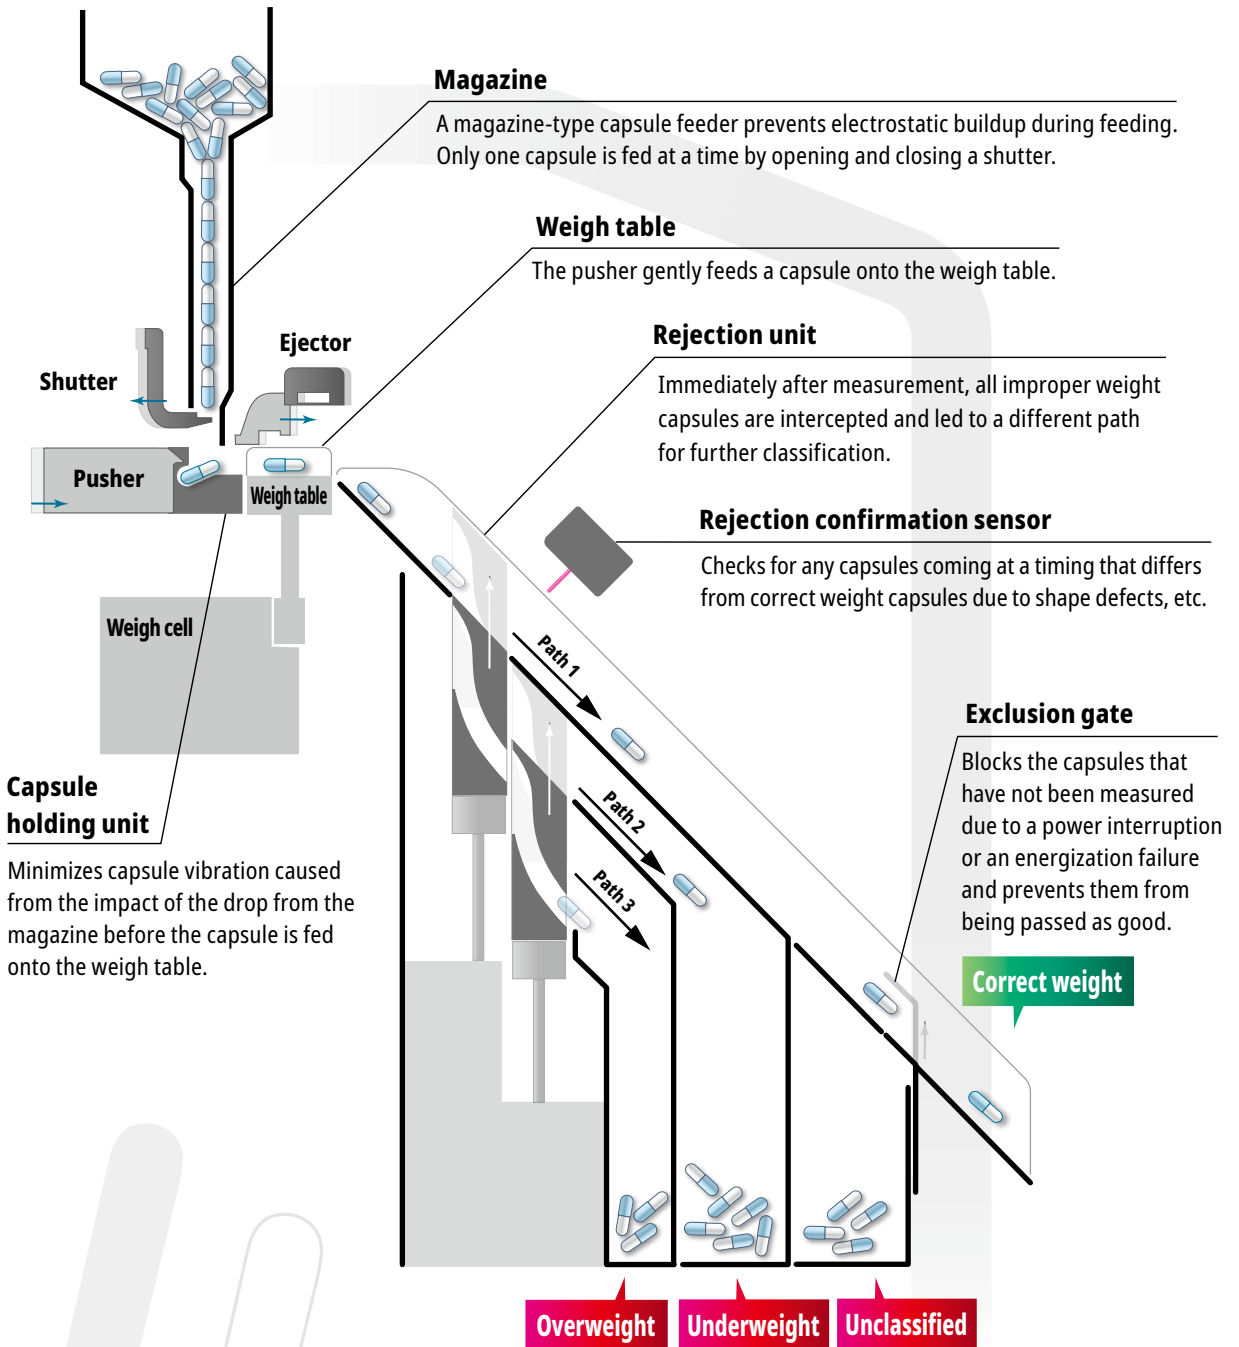 Magazine
A magazine-type capsule feeder prevents electrostatic buildup during feeding.
Only one capsule is fed at a time by opening and closing a shutter.
Weigh table
The pusher gently feeds a capsule onto the weigh table.
Rejection unit
Immediately after measurement, all improper weight
capsules are intercepted and led to a different path
for further classification.
Ejector
Shutter
Pusher
Weigh table
Rejection confirmation sensor
Checks for any capsules coming at a timing that differs
from correct weight capsules due to shape defects, etc.
Weigh cell
Path 1
Path 2
Path 3
Exclusion gate
Blocks the capsules that
have not been measured
due to a power interruption
or an energization failure
and prevents them from
being passed as good.
Correct weight
Capsule
holding unit
Minimizes capsule vibration caused
from the impact of the drop from the
magazine before the capsule is fed
onto the weigh table.
Overweight
Underweight
Unclassified